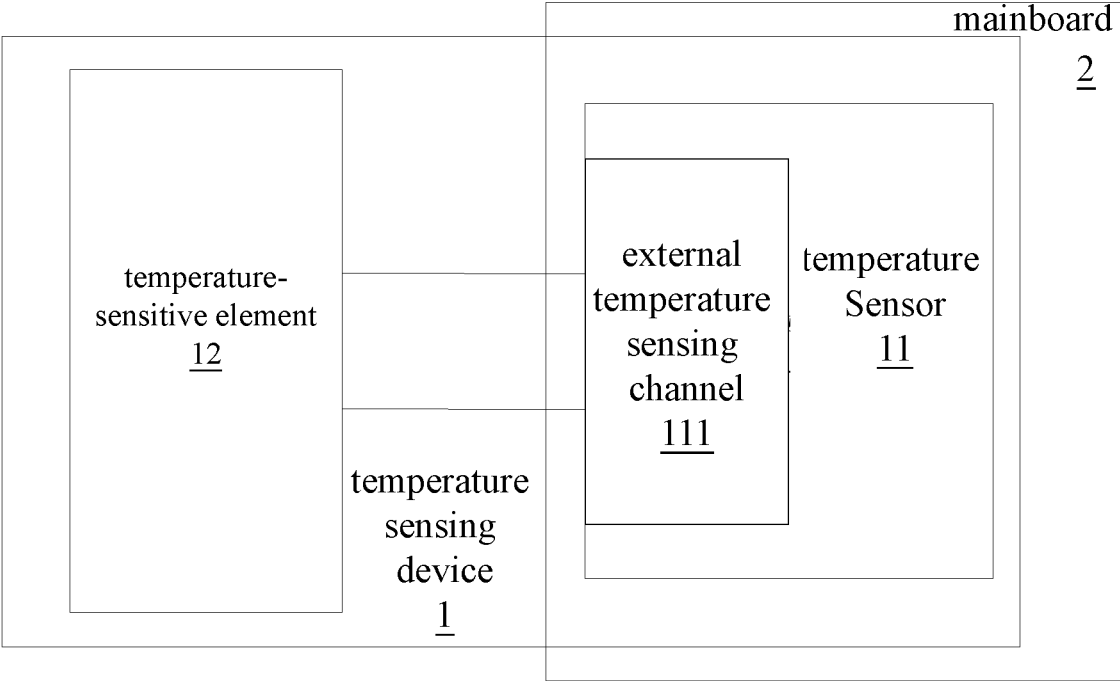 mainboard
2
temperature-
sensitive element
12
external
temperature
sensing
channel
111
temperature
Sensor
11
temperature
sensing
device
1